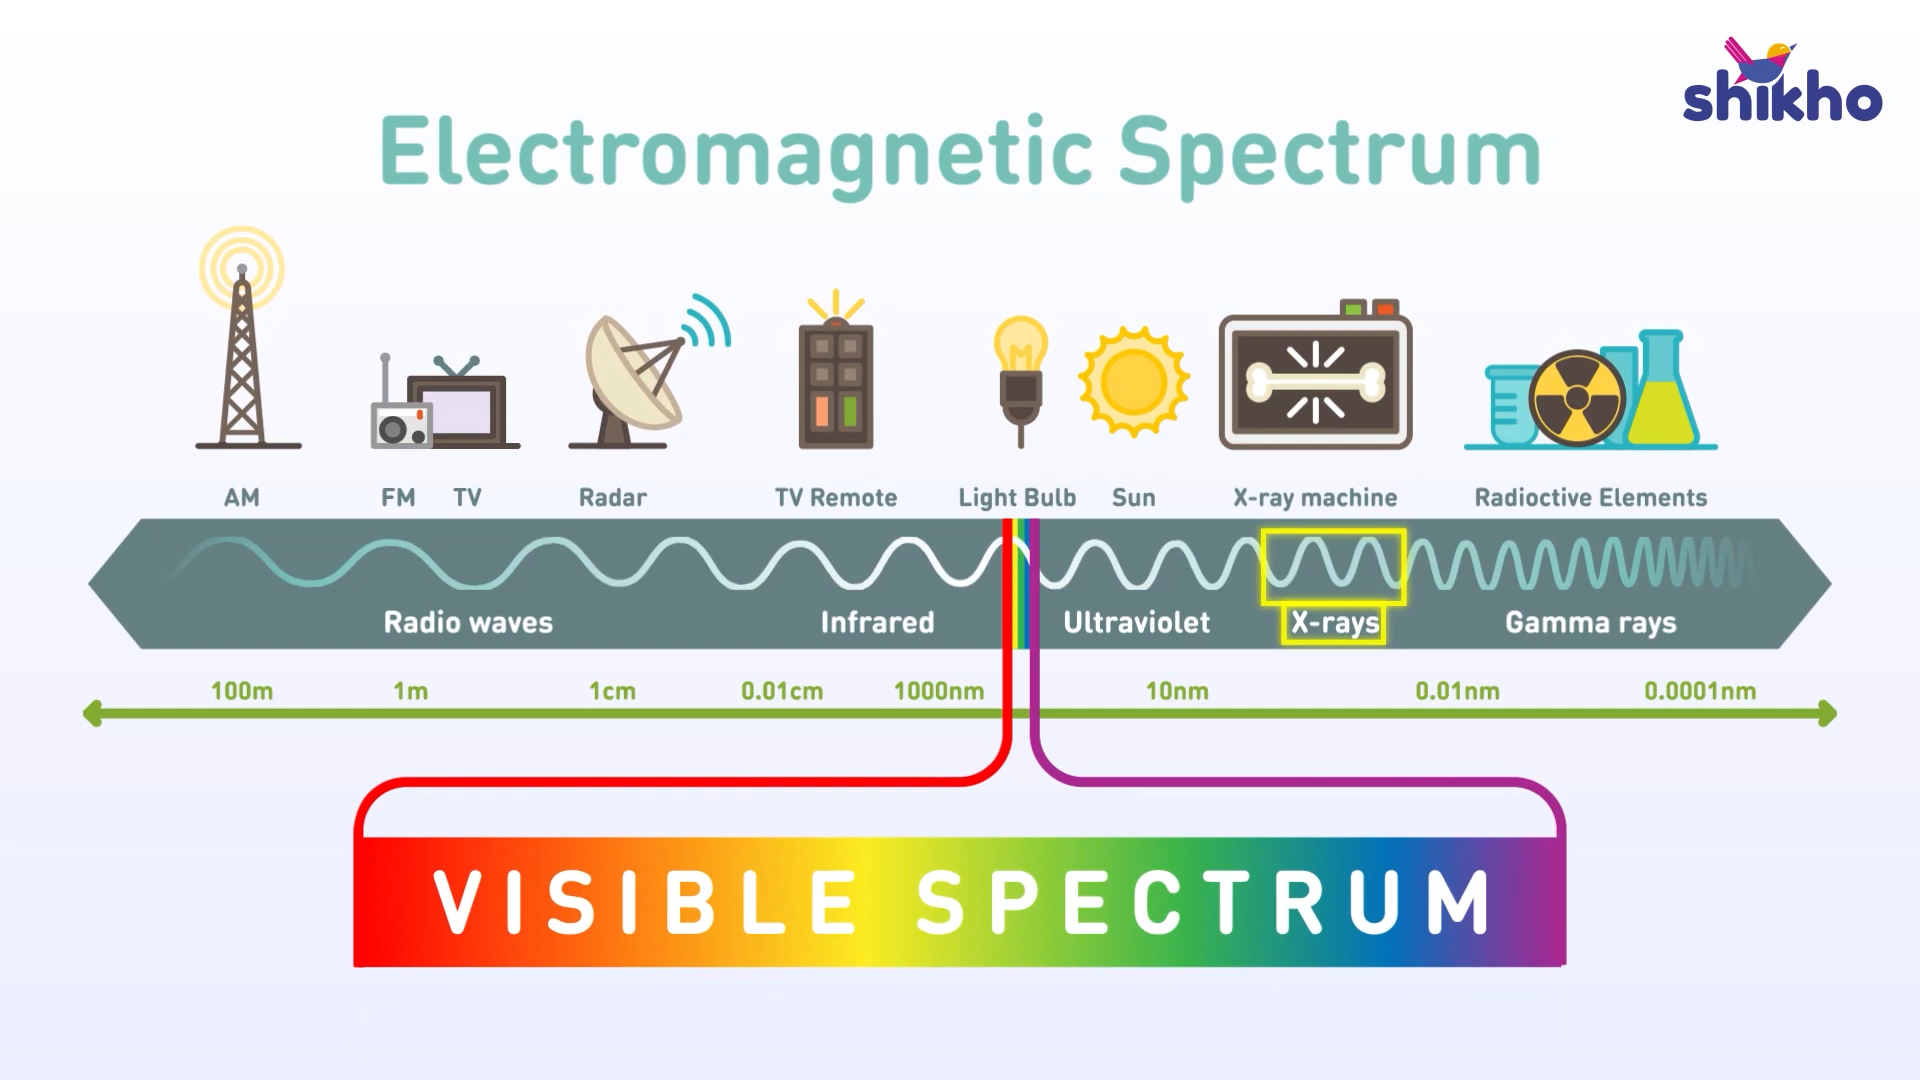 shikho
Electromagnetic Spectrum
AM FM TV Radar TV Remote Light Bulb Sun X-ray machine Radioctive Elements
Radio waves Infrared Ultraviolet X-rays Gamma rays
100m 1m 1cm 0.01cm 1000nm 10nm 0.01nm 0.0001nm
VISIBLE SPECTRUM